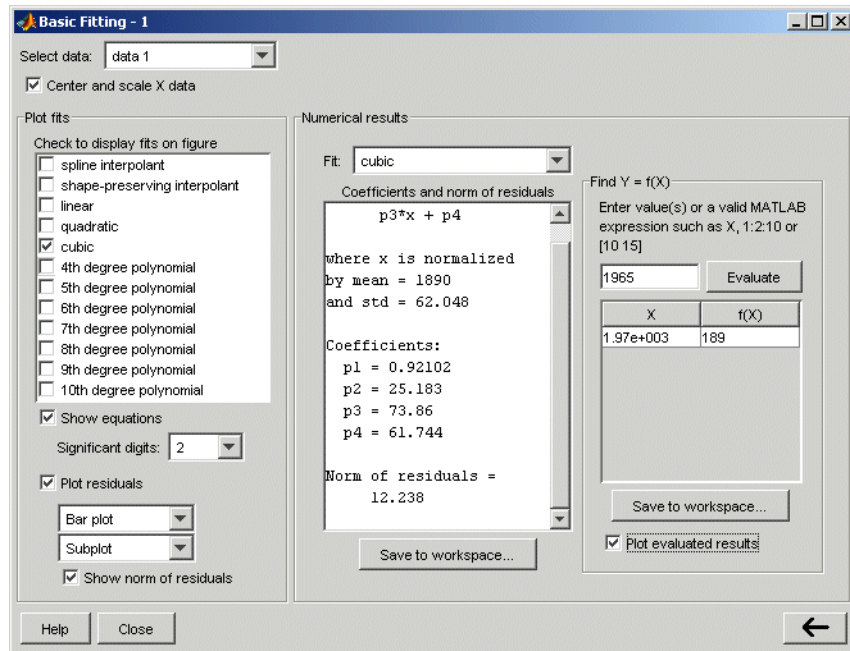 Basic Fitting - 1
Select data: data 1
Center and scale X data
Plot fits
Check to display fits on figure
spline interpolant
shape-preserving interpolant
linear
quadratic
cubic
4th degree polynomial
5th degree polynomial
6th degree polynomial
7th degree polynomial
8th degree polynomial
9th degree polynomial
10th degree polynomial
Show equations
Significant digits: 2
Plot residuals
Bar plot
Subplot
Show norm of residuals
Numerical results
Fit: cubic
Coefficients and norm of residuals
p3*x + p4
where x is normalized
by mean = 1890
and std = 62.048
Coefficients:
p1 = 0.92102
p2 = 25.183
p3 = 73.86
p4 = 61.744
Norm of residuals =
12.238
Save to workspace...
Find Y = f(X)
Enter value(s) or a valid MATLAB
expression such as X, 1:2:10 or
[10 15]
1965 Evaluate
X f(X)
1.97e+003 189
Save to workspace...
Plot evaluated results
Help Close